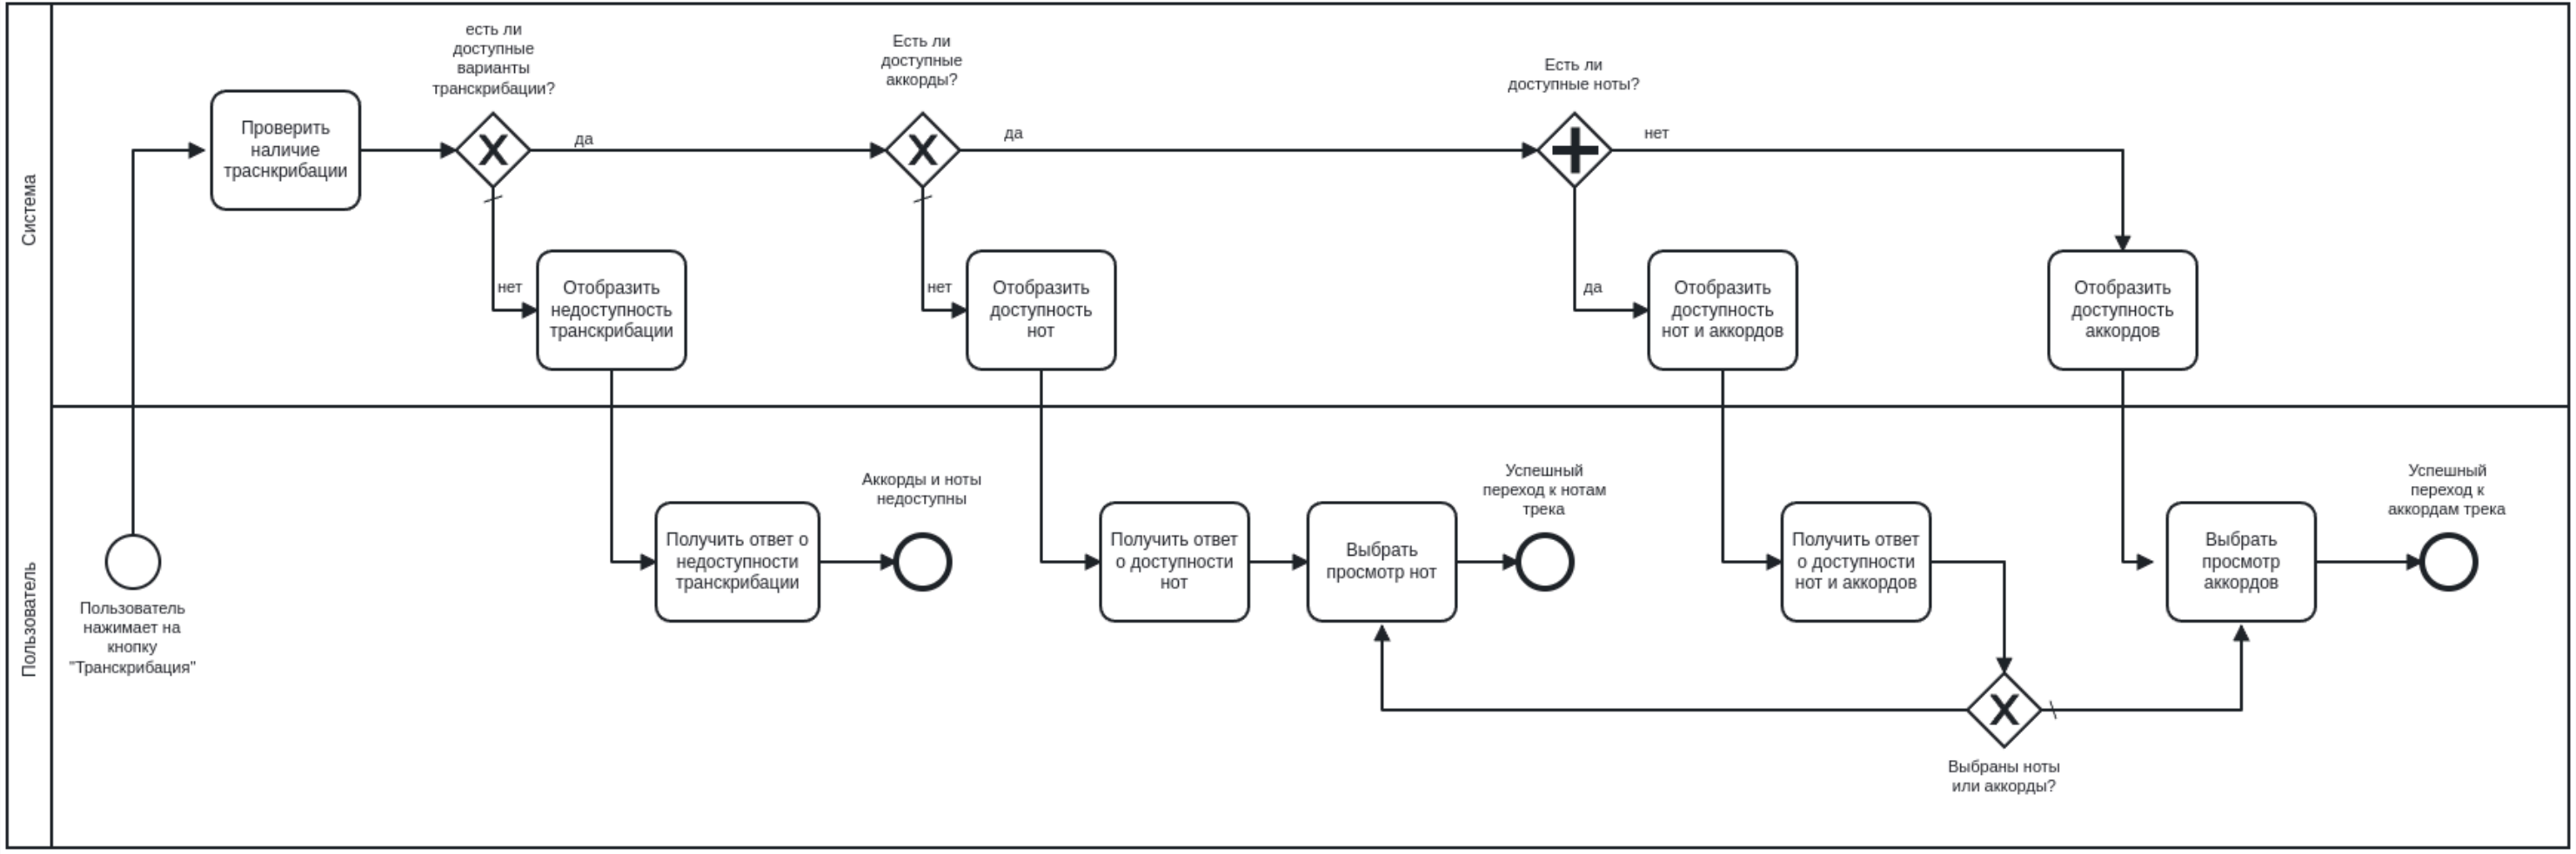 Система
есть ли
доступные
варианты
транскрибации?
Есть ли
доступные
аккорды?
Есть ли
доступные ноты?
Проверить
наличие
траснкрибации
да
да
нет
нет
Отобразить
недоступность
транскрибации
нет
Отобразить
доступность
нот
да
Отобразить
доступность
нот и аккордов
Отобразить
доступность
аккордов
Пользователь
Пользователь
нажимает на
кнопку
"Транскрибация"
Получить ответ о
недоступности
транскрибации
Аккорды и ноты
недоступны
Получить ответ
о доступности
нот
Выбрать
просмотр нот
Успешный
переход к нотам
трека
Получить ответ
о доступности
нот и аккордов
Выбрать
просмотр
аккордов
Успешный
переход к
аккордам трека
Выбраны ноты
или аккорды?